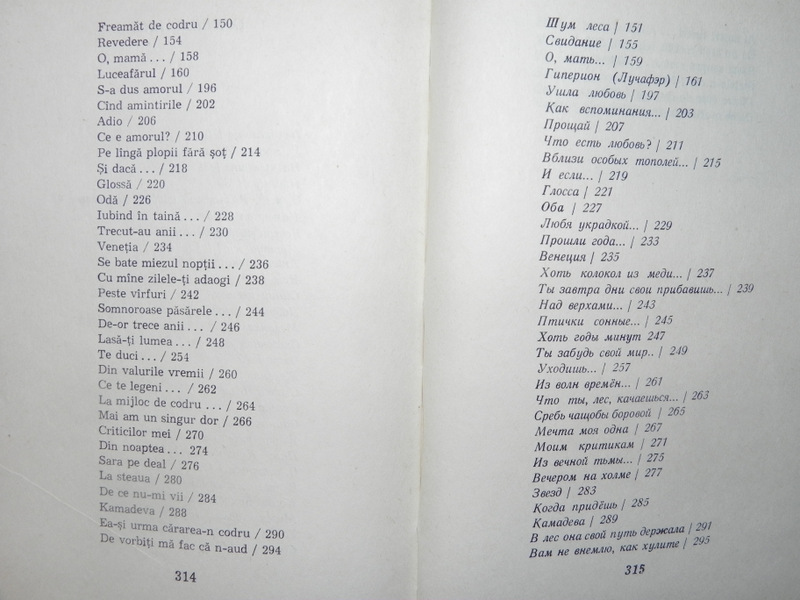 Freamăt de codru / 150
Revedere / 154
O, mamă... / 158
Luceafărul / 160
S-a dus amorul / 196
Cînd amintirile / 202
Adio / 206
Ce e amorul? / 210
Pe lîngă plopii fără soț / 214
Și dacă... / 218
Glossă / 220
Odă / 226
Iubind în taină... / 228
Trecut-au anii... / 230
Veneția / 234
Se bate miezul nopții... / 236
Cu mîne zilele-ți adaogi / 238
Peste vîrfuri / 242
Somnoroase păsărele... / 244
De-or trece anii... / 246
Lasă-ți lumea... / 248
Te duci... / 254
Din valurile vremii / 260
Ce te legeni... / 262
La mijloc de codru... / 264
Mai am un singur dor / 266
Criticilor mei / 270
Din noaptea... 274
Sara pe deal / 276
La steaua / 280
De ce nu-mi vii / 284
Kamadeva / 288
Ea-și urma cărarea-n codru / 290
De vorbiți mă fac că n-aud / 294
314
Шум леса | 151
Свидание | 155
О, мать... | 159
Гиперион (Лучафэр) | 161
Ушла любовь | 197
Как вспоминания... | 203
Прощай | 207
Что есть любовь? | 211
Вблизи особых тополей... | 215
И если... | 219
Глосса | 221
Оба | 227
Любя украдкой... | 229
Прошли года... | 233
Венеция | 235
Хоть колокол из меди... | 237
Ты завтра дни свои прибавишь... | 239
Над верхами... | 243
Птички сонные... | 245
Хоть годы минут 247
Ты забудь свой мир.. | 249
Уходишь... | 257
Из волн времён... | 261
Что ты, лес, качаешься... | 263
Сребь чащобы боровой | 265
Мечта моя одна | 267
Моим критикам | 271
Из вечной тьмы... | 275
Вечером на холме | 277
Звезд | 283
Когда придёшь | 285
Камадева | 289
В лес она свой путь держала | 291
Вам не внемлю, как хулите | 295
315